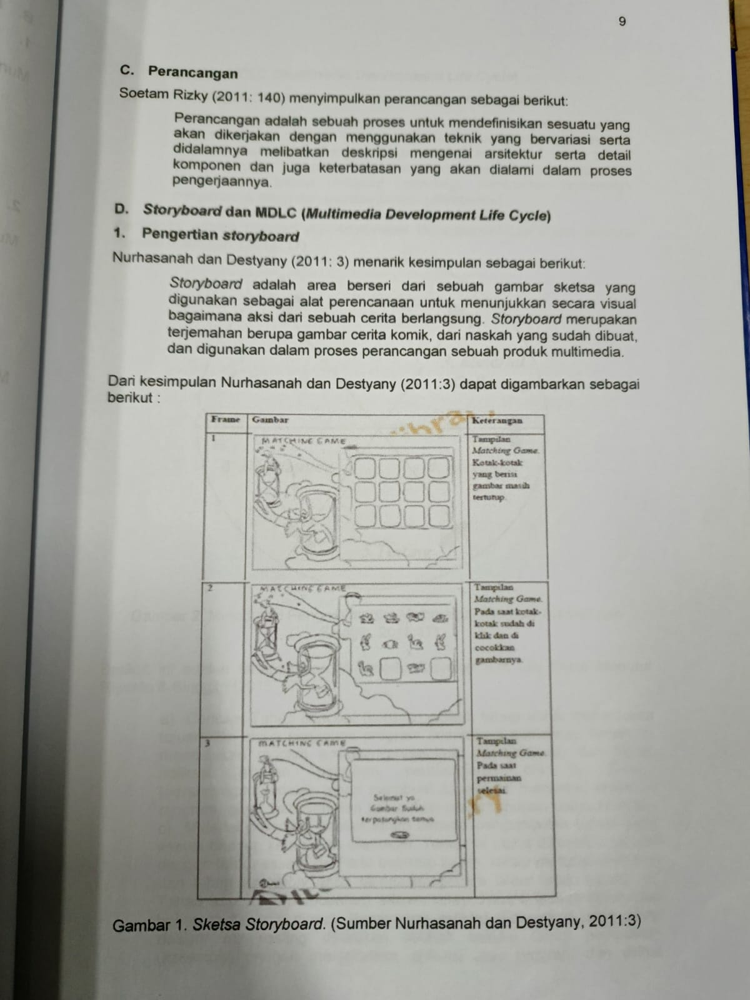 9
C. Perancangan
Soetam Rizky (2011: 140) menyimpulkan perancangan sebagai berikut:
Perancangan adalah sebuah proses untuk mendefinisikan sesuatu yang
akan dikerjakan dengan menggunakan teknik yang bervariasi serta
didalamnya melibatkan deskripsi mengenai arsitektur serta detail
komponen dan juga keterbatasan yang akan dialami dalam proses
pengerjaannya.
D. Storyboard dan MDLC (Multimedia Development Life Cycle)
1. Pengertian storyboard
Nurhasanah dan Destyany (2011: 3) menarik kesimpulan sebagai berikut:
Storyboard adalah area berseri dari sebuah gambar sketsa yang
digunakan sebagai alat perencanaan untuk menunjukkan secara visual
bagaimana aksi dari sebuah cerita berlangsung. Storyboard merupakan
terjemahan berupa gambar cerita komik, dari naskah yang sudah dibuat,
dan digunakan dalam proses perancangan sebuah produk multimedia.
Dari kesimpulan Nurhasanah dan Destyany (2011:3) dapat digambarkan sebagai
berikut :
Frame Gambar Keterangan
1
MATCHING GAME
Tampilan
Matching Game.
Kotak-kotak
yang berisi
gambar masih
tertutup.
2
MATCHING GAME
Tampilan
Matching Game.
Pada saat kotak-
kotak sudah di
klik dan di
cocokkan
gambarnya.
3
MATCHING GAME
Selamat ya
Gambar Sudah
terpasangkan semua
Tampilan
Matching Game.
Pada saat
permainan
selesai.
Gambar 1. Sketsa Storyboard. (Sumber Nurhasanah dan Destyany, 2011:3)